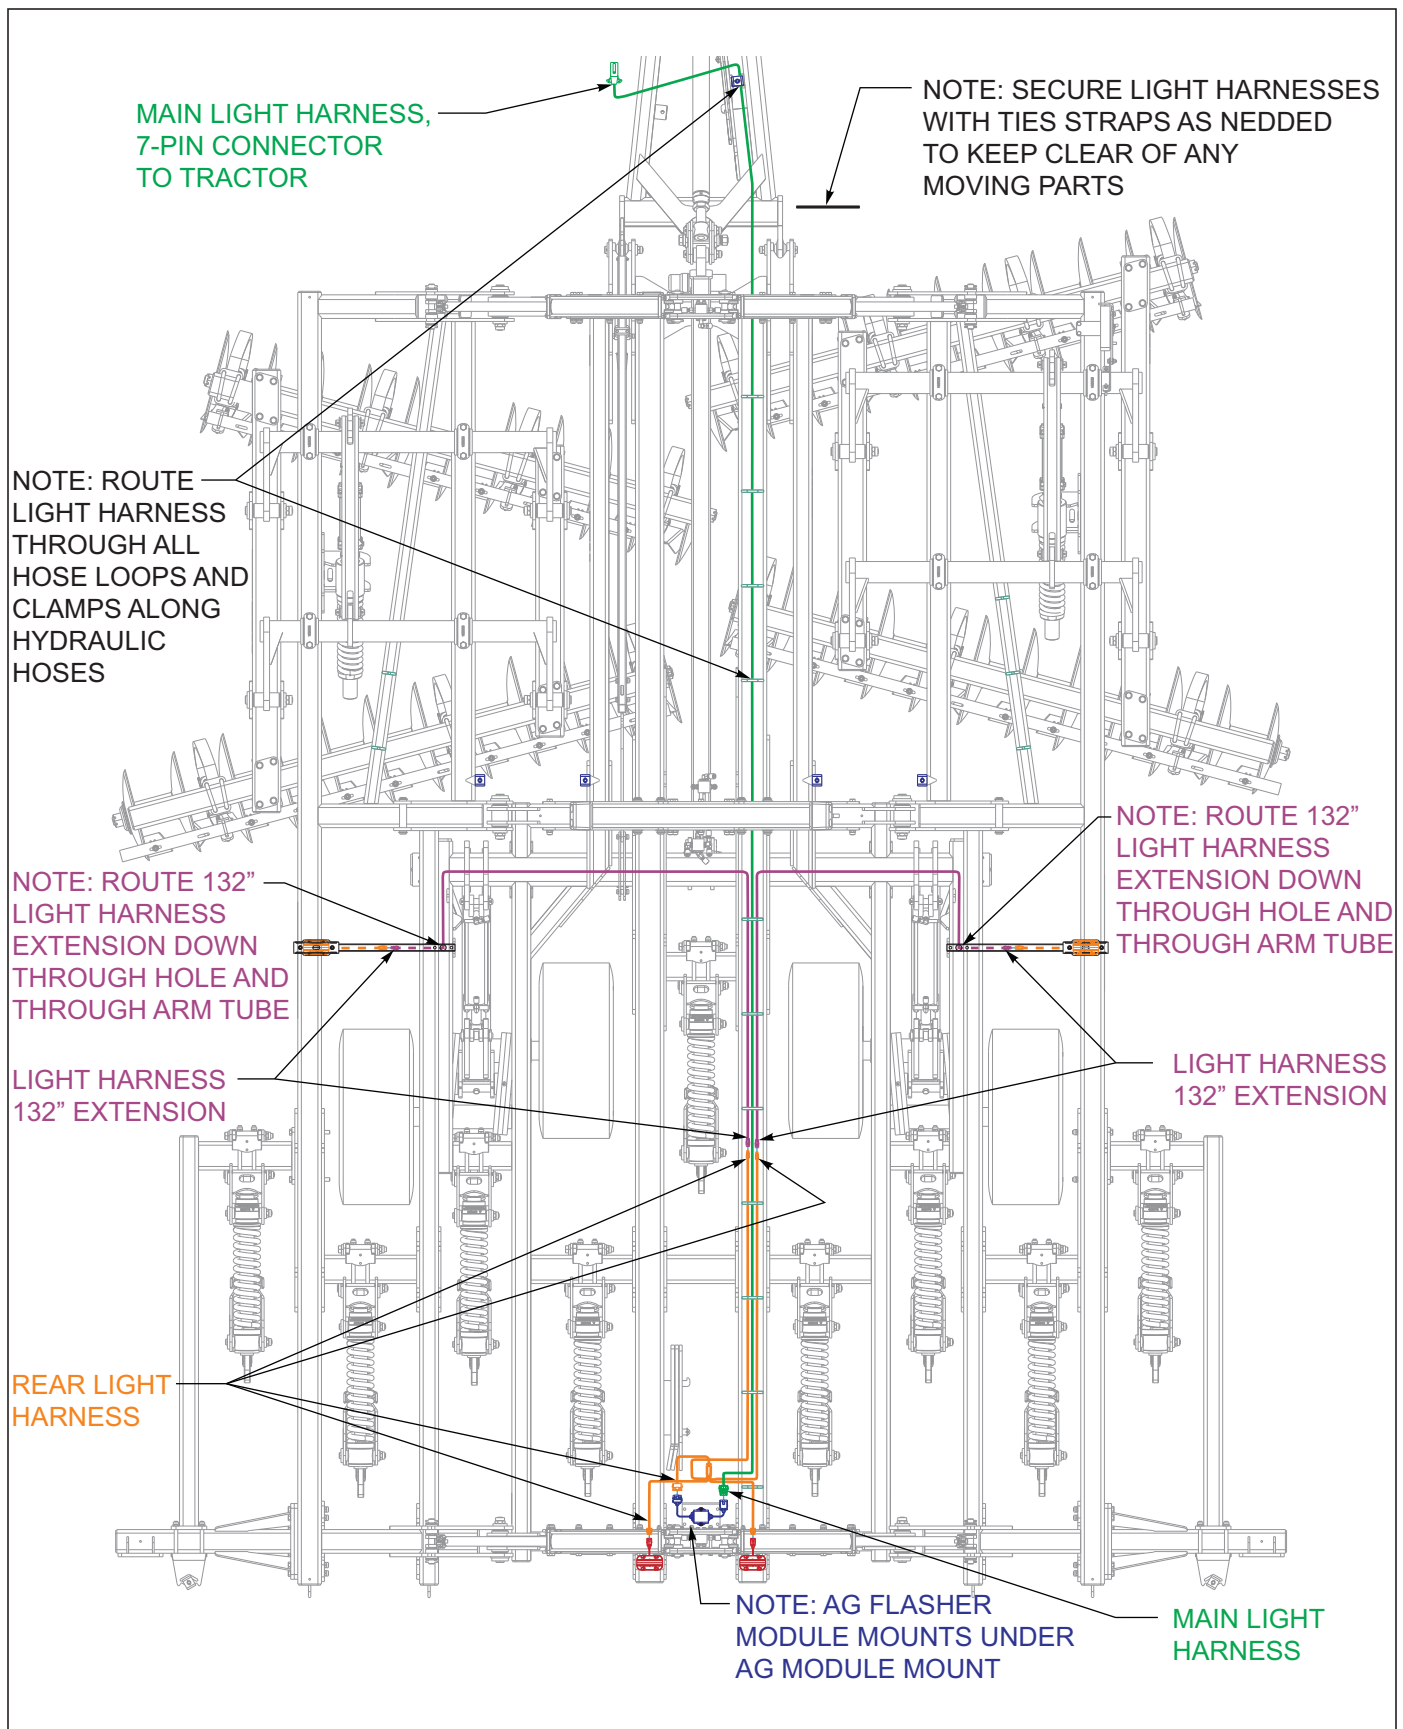 MAIN LIGHT HARNESS,
7-PIN CONNECTOR
TO TRACTOR
NOTE: SECURE LIGHT HARNESSES
WITH TIES STRAPS AS NEDDED
TO KEEP CLEAR OF ANY
MOVING PARTS
NOTE: ROUTE
LIGHT HARNESS
THROUGH ALL
HOSE LOOPS AND
CLAMPS ALONG
HYDRAULIC
HOSES
NOTE: ROUTE 132”
LIGHT HARNESS
EXTENSION DOWN
THROUGH HOLE AND
THROUGH ARM TUBE
NOTE: ROUTE 132”
LIGHT HARNESS
EXTENSION DOWN
THROUGH HOLE AND
THROUGH ARM TUBE
LIGHT HARNESS
132” EXTENSION
LIGHT HARNESS
132” EXTENSION
REAR LIGHT
HARNESS
NOTE: AG FLASHER
MODULE MOUNTS UNDER
AG MODULE MOUNT
MAIN LIGHT
HARNESS